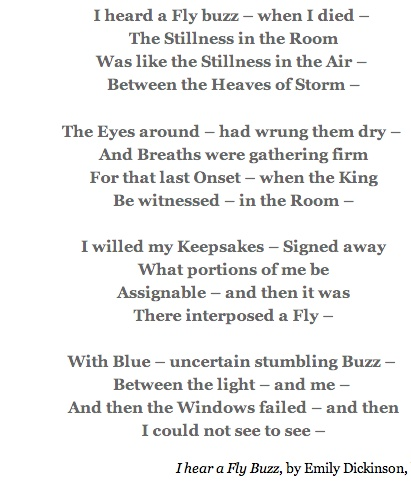 I heard a Fly buzz – when I died –
The Stillness in the Room
Was like the Stillness in the Air –
Between the Heaves of Storm –
The Eyes around – had wrung them dry –
And Breaths were gathering firm
For that last Onset – when the King
Be witnessed – in the Room –
I willed my Keepsakes – Signed away
What portions of me be
Assignable – and then it was
There interposed a Fly –
With Blue – uncertain stumbling Buzz –
Between the light – and me –
And then the Windows failed – and then
I could not see to see –
I hear a Fly Buzz, by Emily Dickinson,